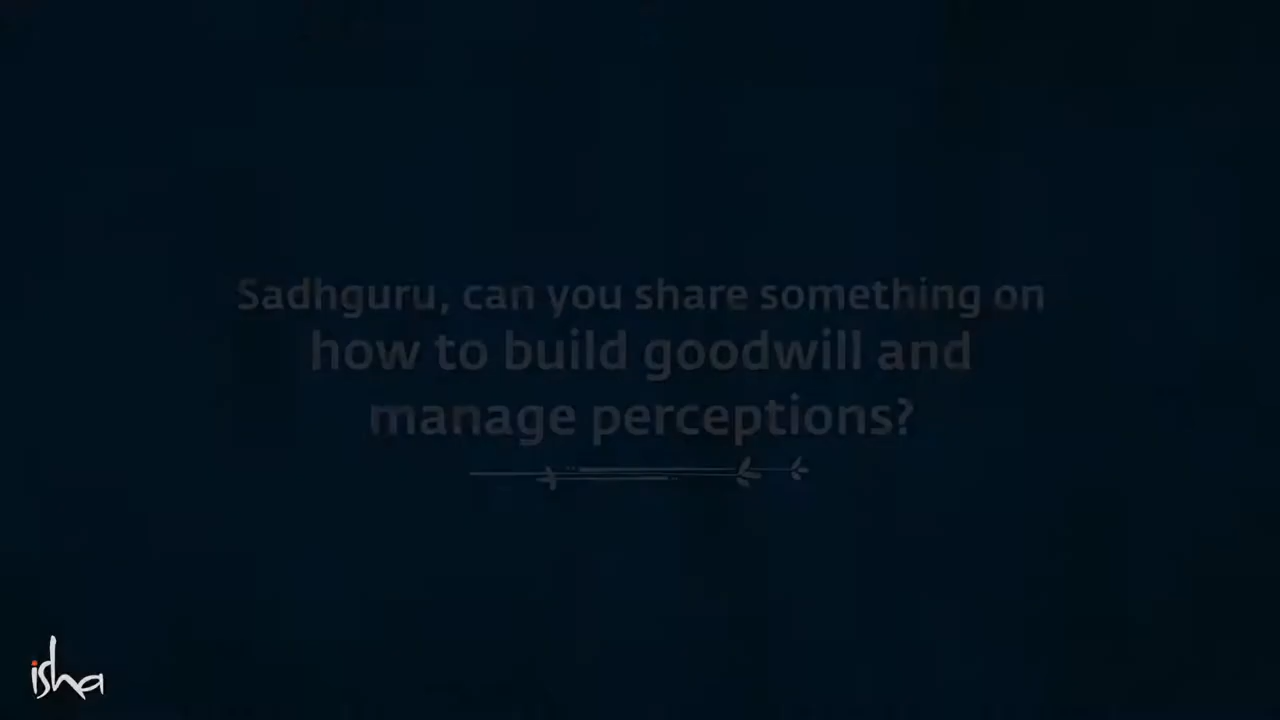 Sadhguru, can you share something on
how to build goodwill and
manage perceptions?
isha